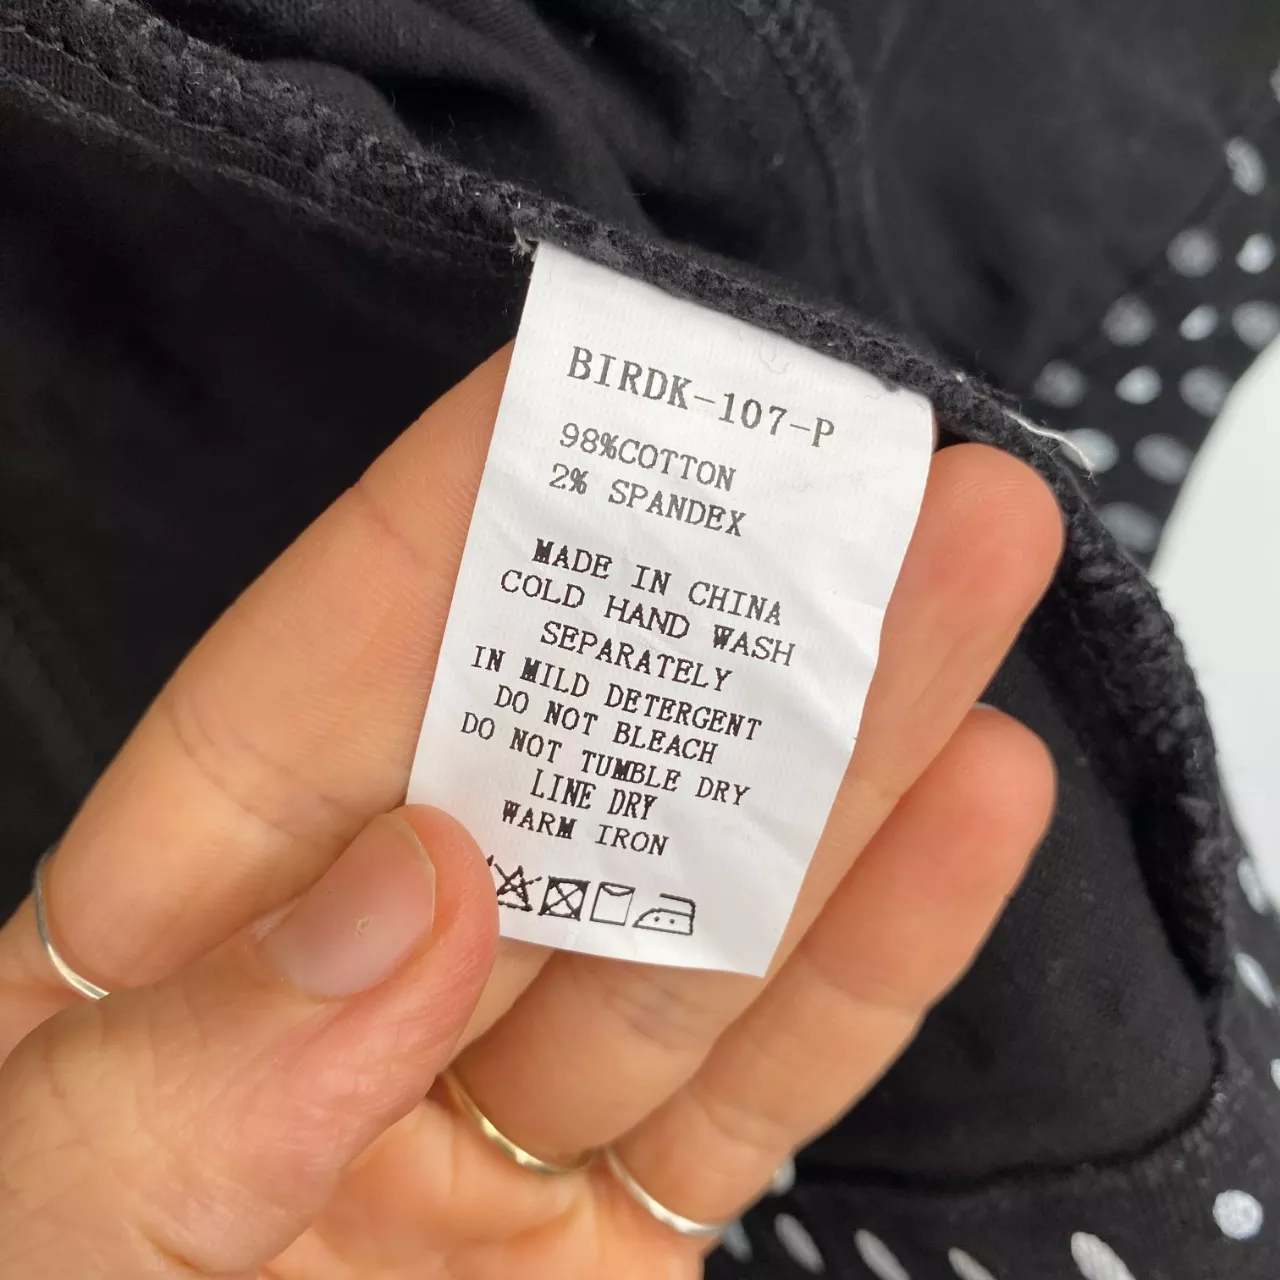 BIRDK-107-P
98%COTTON
2% SPANDEX
MADE IN CHINA
COLD HAND WASH
SEPARATELY
IN MILD DETERGENT
DO NOT BLEACH
DO NOT TUMBLE DRY
LINE DRY
WARM IRON